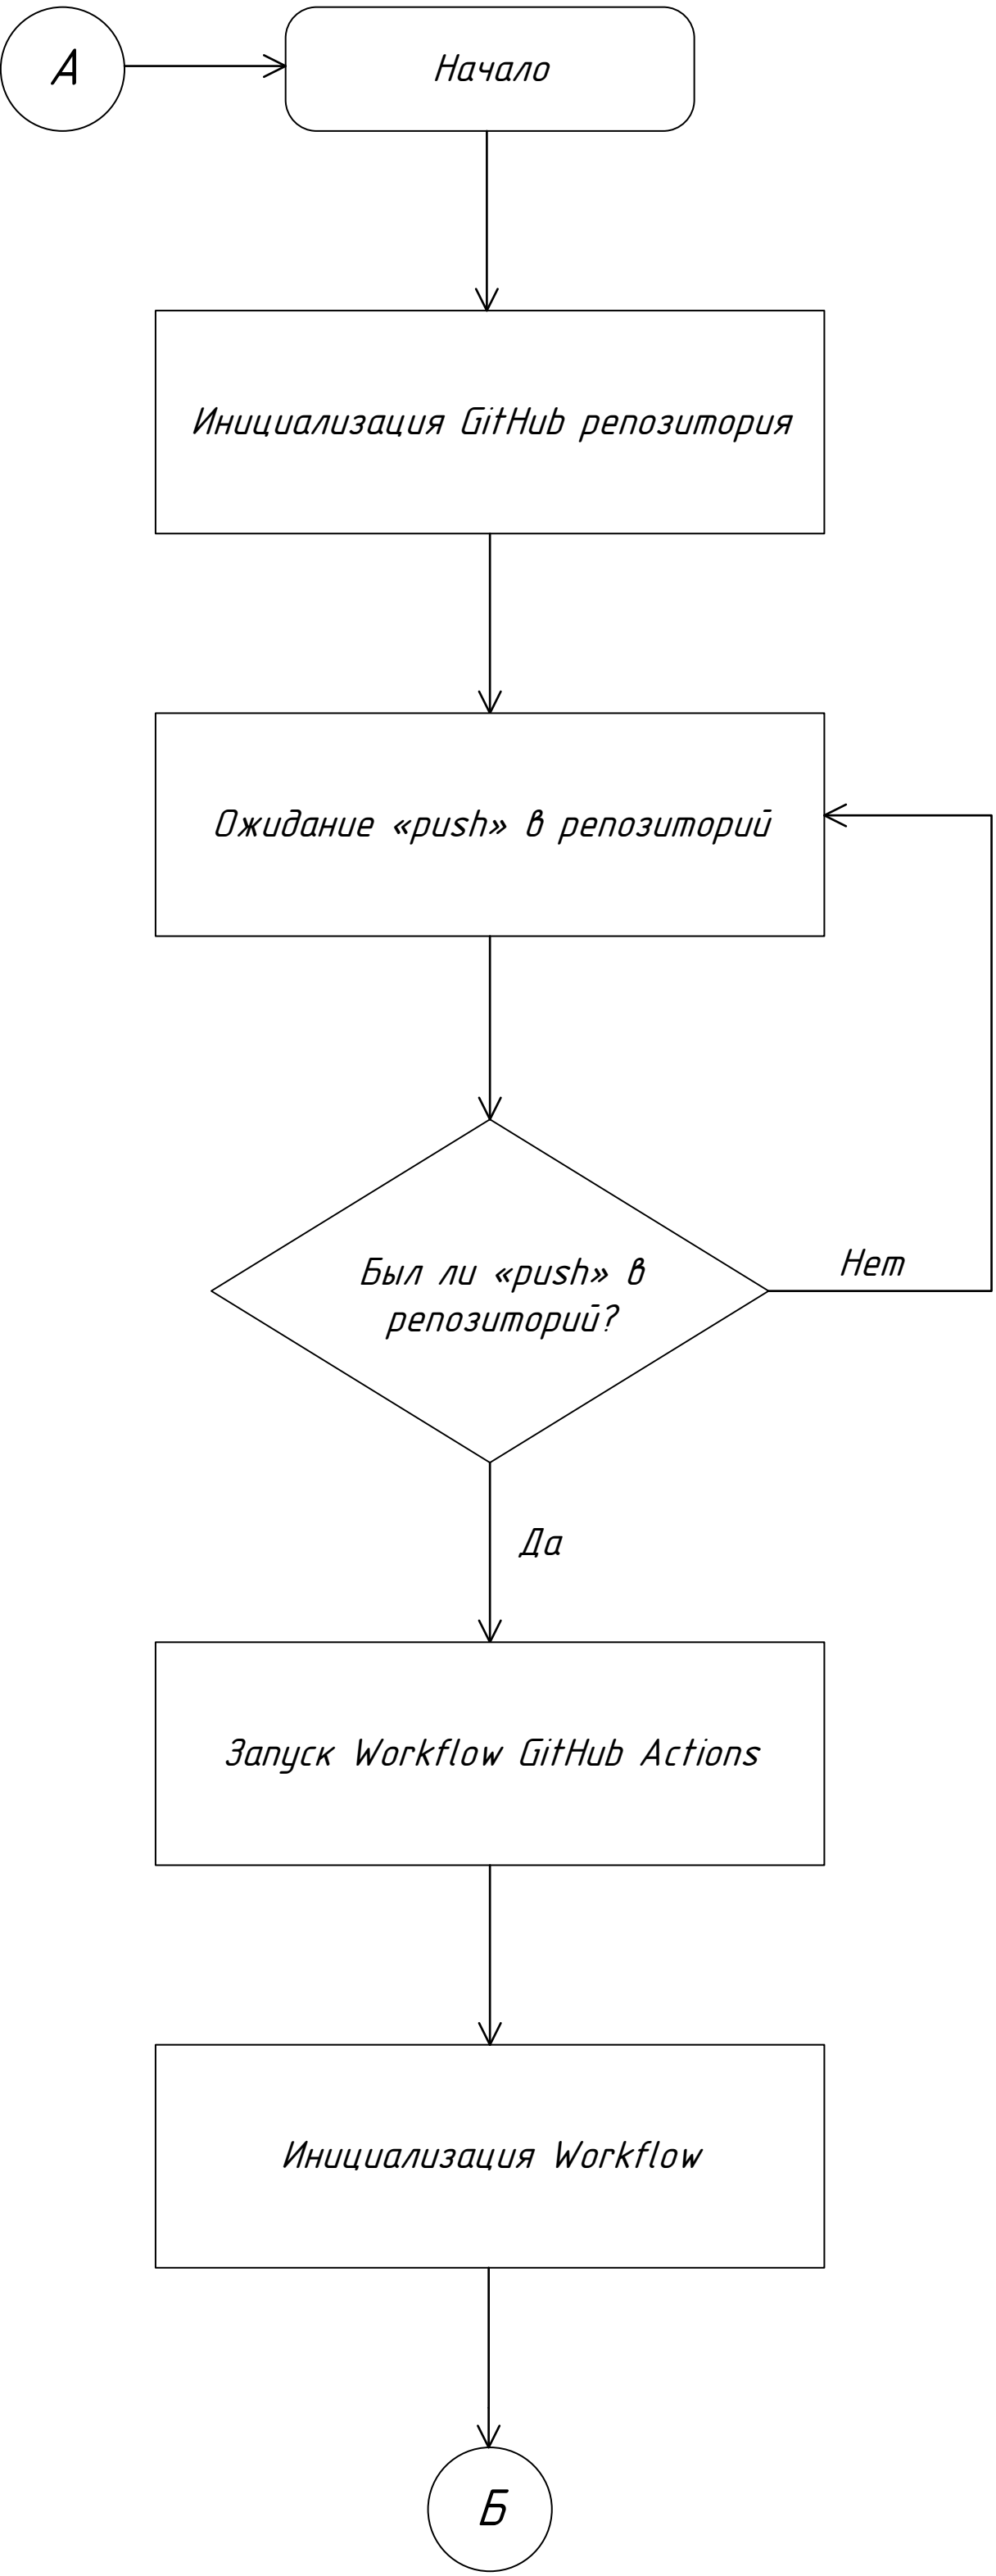 А
Начало
Инициализация GitHub репозитория
Ожидание «push» в репозиторий
Был ли «push» в
репозиторий?
Нет
Да
Запуск Workflow GitHub Actions
Инициализация Workflow
Б